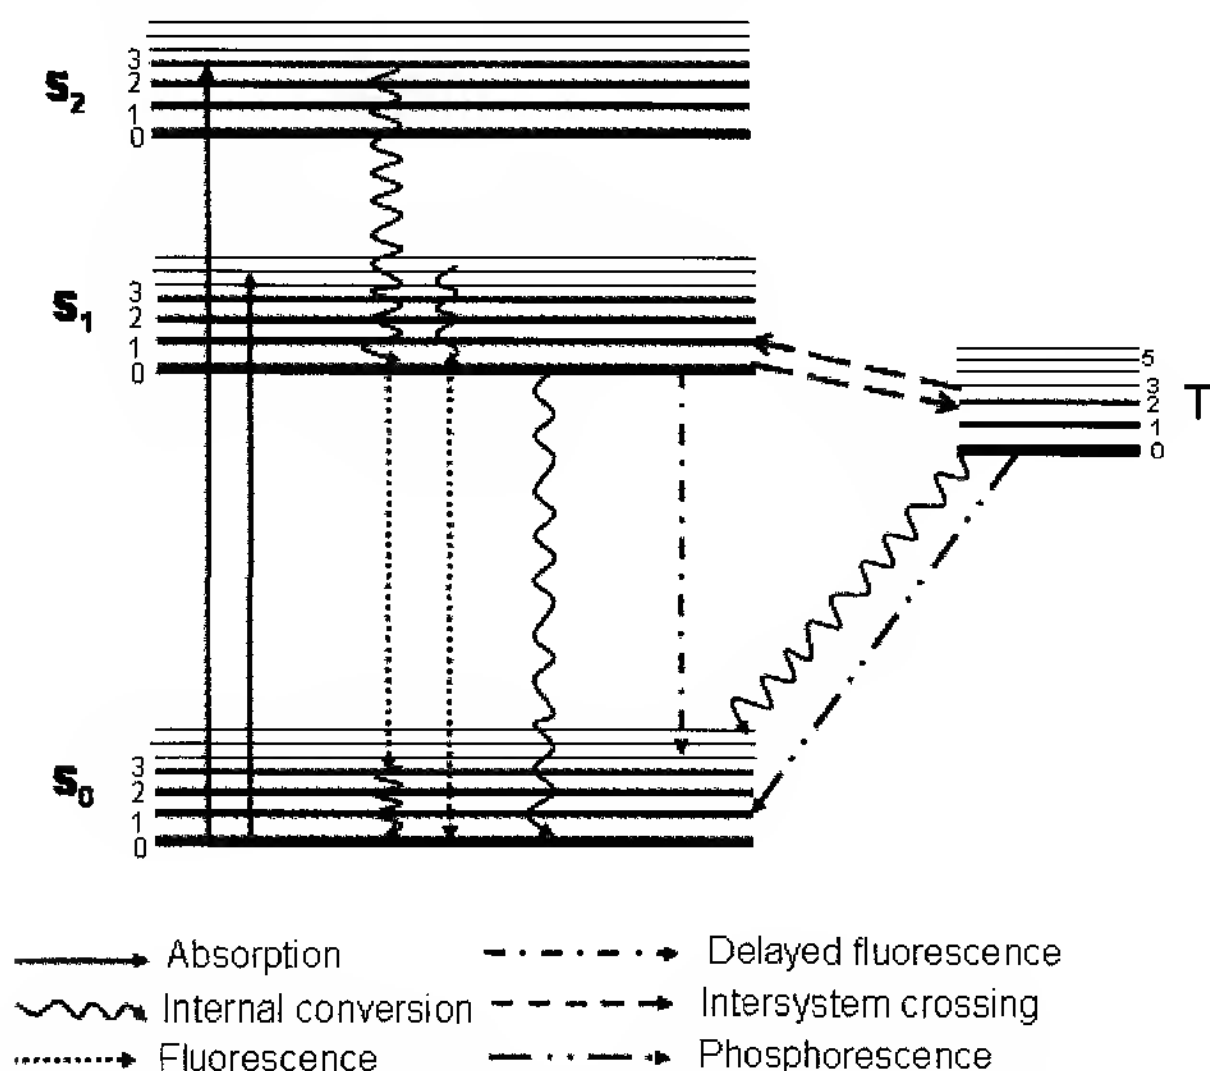 3
S2
2
1
0
3
S1
2
1
0
5
3
2
T
1
0
3
S0
2
1
0
Absorption
Delayed fluorescence
Internal conversion
Intersystem crossing
Fluorescence
Phosphorescence